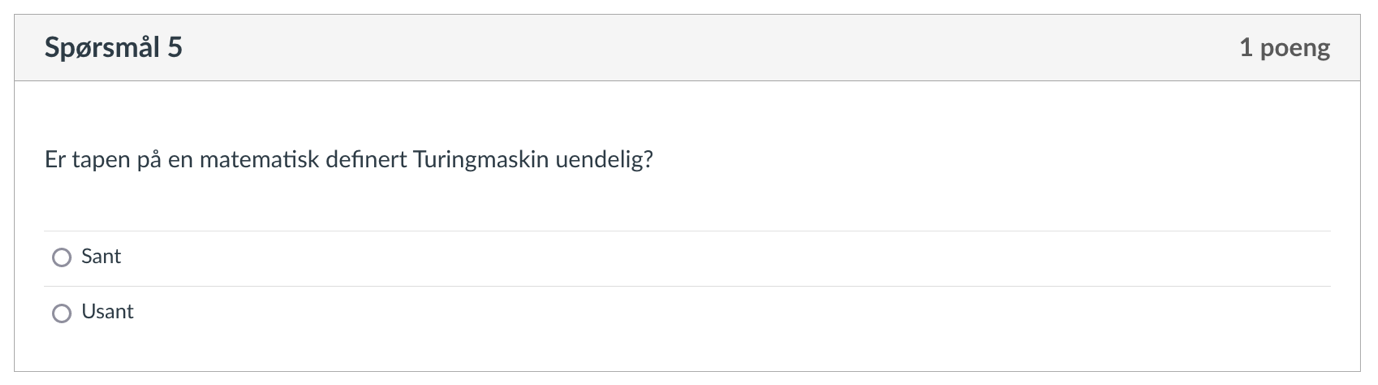 Spørsmål 5
1 poeng
Er tapen på en matematisk definert Turingmaskin uendelig?
Sant
Usant